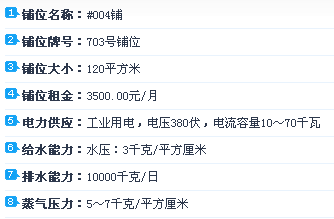 1 铺位名称：#004铺
2 铺位牌号：703号铺位
3 铺位大小：120平方米
4 铺位租金：3500.00元/月
5 电力供应：工业用电，电压380伏，电流容量10～70千瓦
6 给水能力：水压：3千克/平方厘米
7 排水能力：10000千克/日
8 蒸气压力：5～7千克/平方厘米